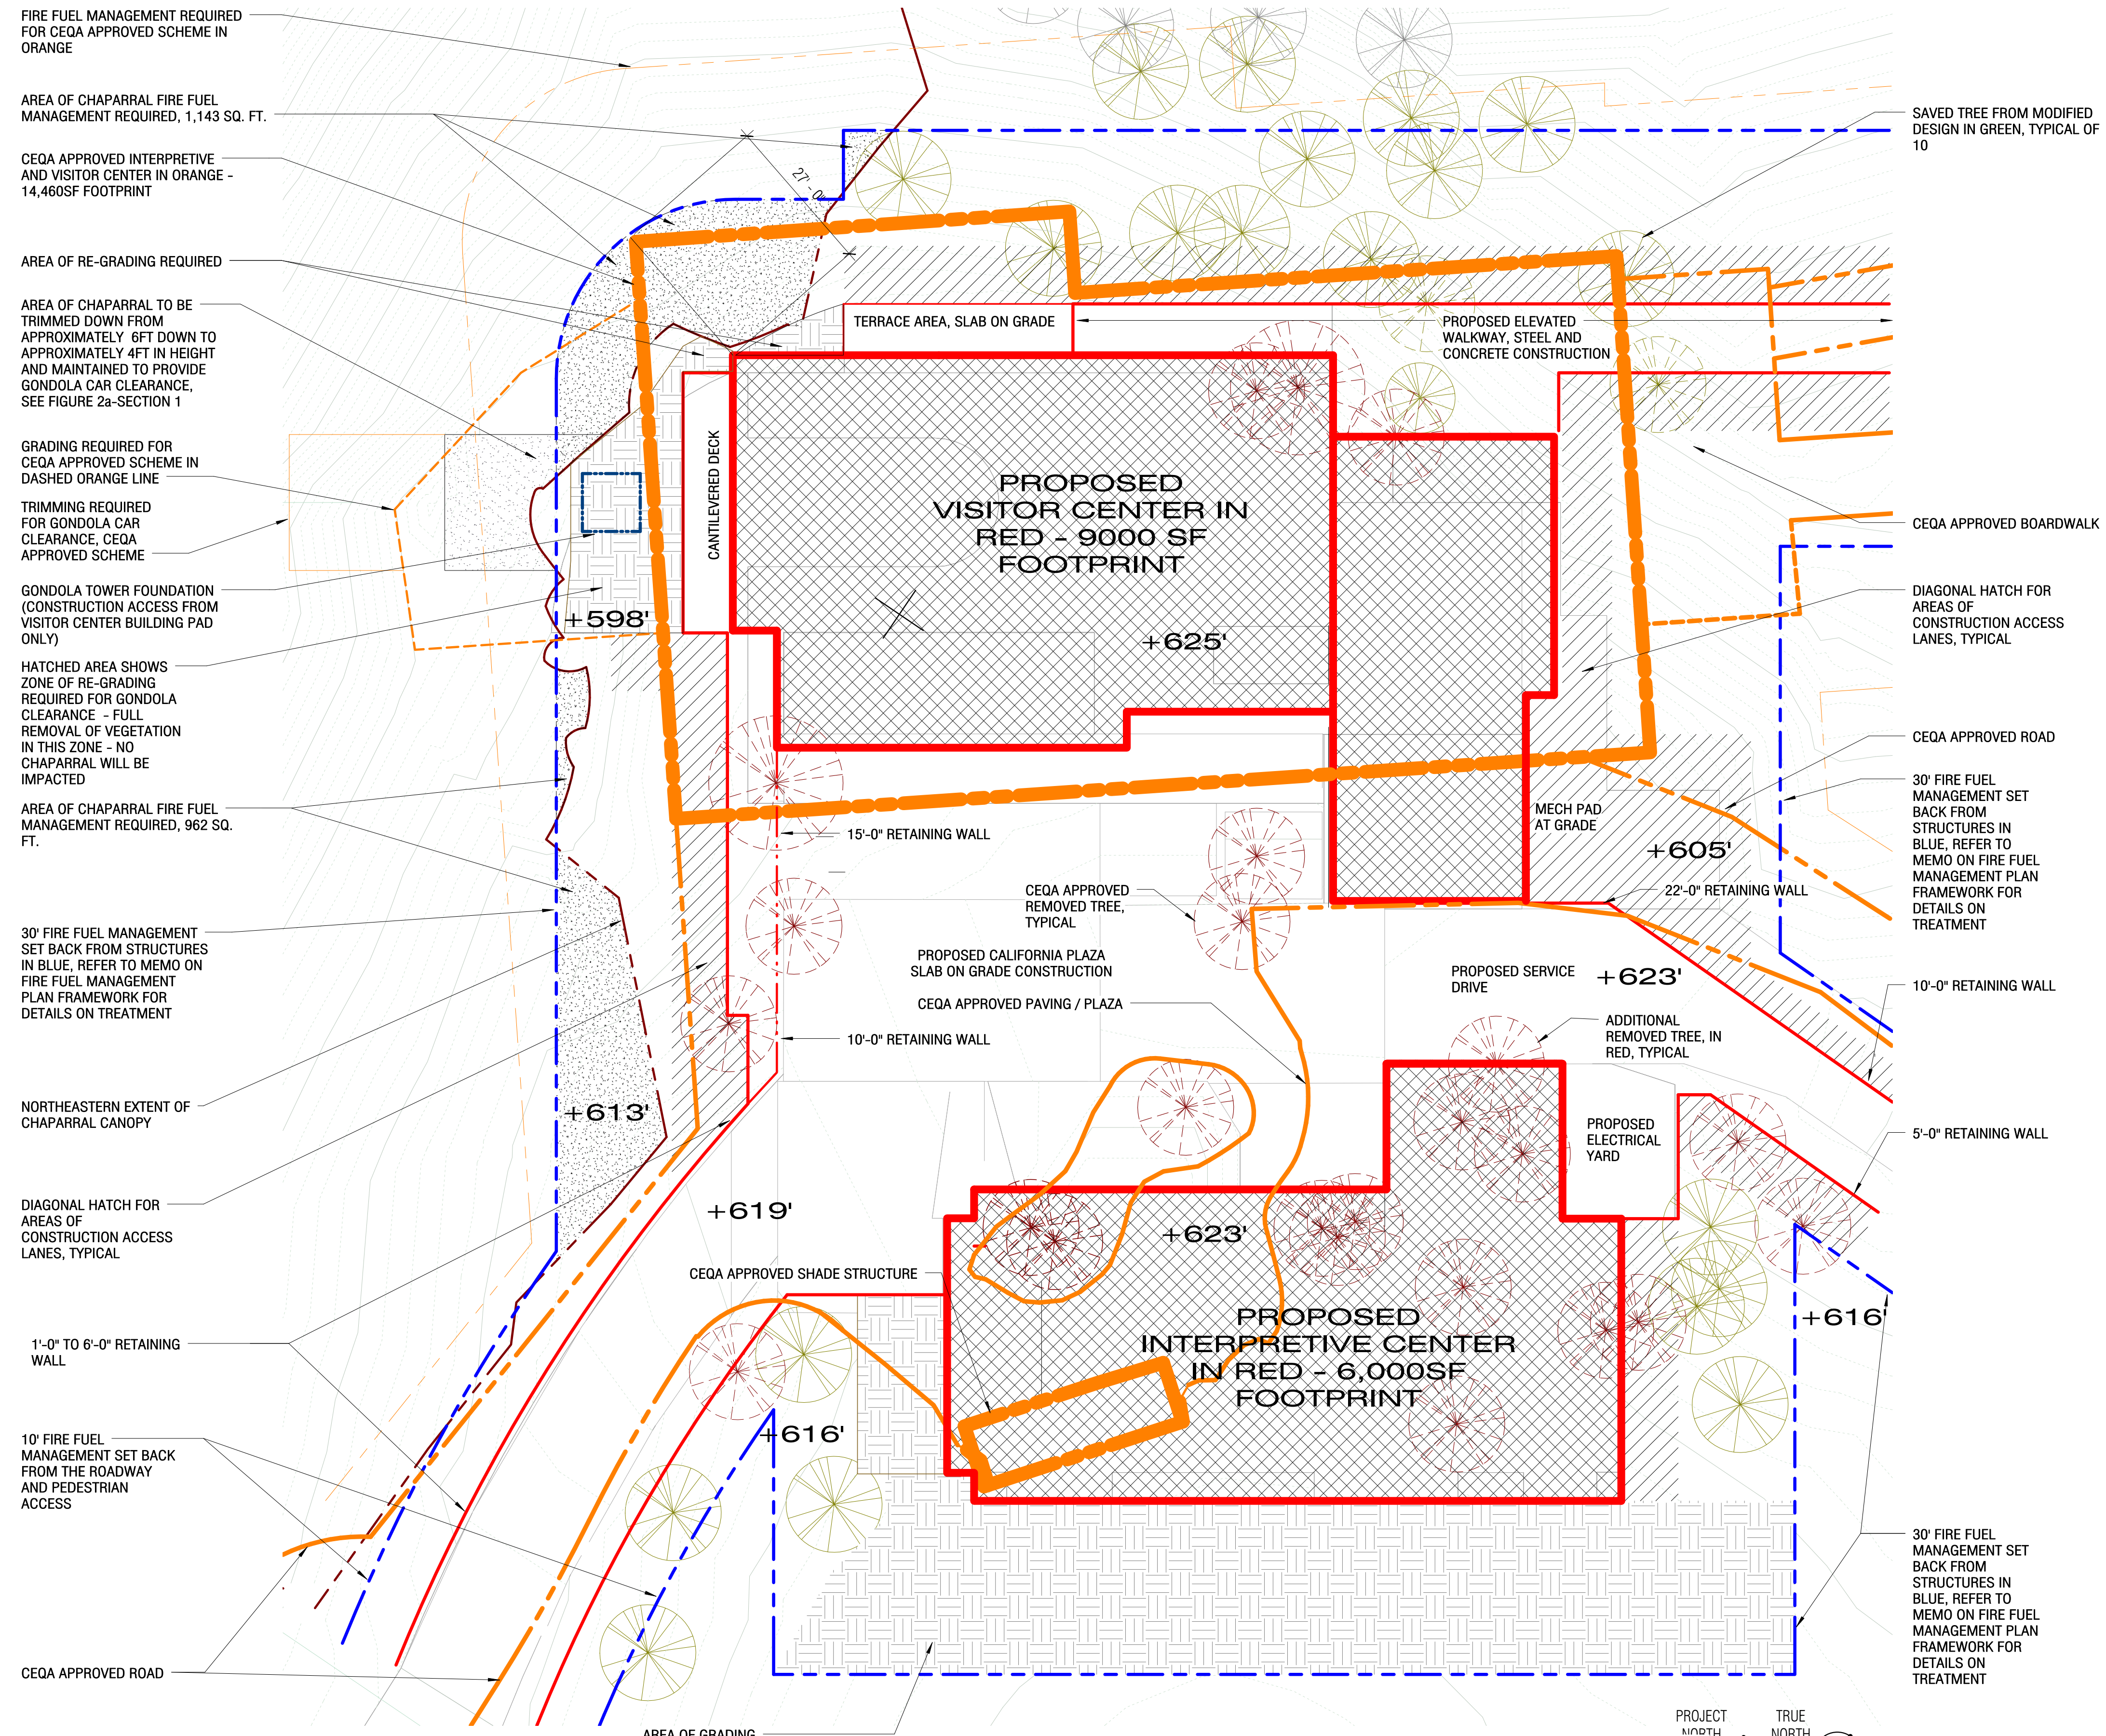 FIRE FUEL MANAGEMENT REQUIRED
FOR CEQA APPROVED SCHEME IN
ORANGE
AREA OF CHAPARRAL FIRE FUEL
MANAGEMENT REQUIRED, 1,143 SQ. FT.
CEQA APPROVED INTERPRETIVE
AND VISITOR CENTER IN ORANGE -
14,460SF FOOTPRINT
AREA OF RE-GRADING REQUIRED
AREA OF CHAPARRAL TO BE
TRIMMED DOWN FROM
APPROXIMATELY 6FT DOWN TO
APPROXIMATELY 4FT IN HEIGHT
AND MAINTAINED TO PROVIDE
GONDOLA CAR CLEARANCE,
SEE FIGURE 2a-SECTION 1
GRADING REQUIRED FOR
CEQA APPROVED SCHEME IN
DASHED ORANGE LINE
TRIMMING REQUIRED
FOR GONDOLA CAR
CLEARANCE, CEQA
APPROVED SCHEME
GONDOLA TOWER FOUNDATION
(CONSTRUCTION ACCESS FROM
VISITOR CENTER BUILDING PAD
ONLY)
HATCHED AREA SHOWS
ZONE OF RE-GRADING
REQUIRED FOR GONDOLA
CLEARANCE - FULL
REMOVAL OF VEGETATION
IN THIS ZONE - NO
CHAPARRAL WILL BE
IMPACTED
AREA OF CHAPARRAL FIRE FUEL
MANAGEMENT REQUIRED, 962 SQ.
FT.
30' FIRE FUEL MANAGEMENT
SET BACK FROM STRUCTURES
IN BLUE, REFER TO MEMO ON
FIRE FUEL MANAGEMENT
PLAN FRAMEWORK FOR
DETAILS ON TREATMENT
NORTHEASTERN EXTENT OF
CHAPARRAL CANOPY
DIAGONAL HATCH FOR
AREAS OF
CONSTRUCTION ACCESS
LANES, TYPICAL
1'-0" TO 6'-0" RETAINING
WALL
10' FIRE FUEL
MANAGEMENT SET BACK
FROM THE ROADWAY
AND PEDESTRIAN
ACCESS
CEQA APPROVED ROAD
27' - 0"
TERRACE AREA, SLAB ON GRADE
PROPOSED ELEVATED
WALKWAY, STEEL AND
CONCRETE CONSTRUCTION
CANTILEVERED DECK
PROPOSED
VISITOR CENTER IN
RED - 9000 SF
FOOTPRINT
+598'
+625'
MECH PAD
AT GRADE
+605'
15'-0" RETAINING WALL
22'-0" RETAINING WALL
CEQA APPROVED
REMOVED TREE,
TYPICAL
PROPOSED CALIFORNIA PLAZA
SLAB ON GRADE CONSTRUCTION
PROPOSED SERVICE
DRIVE
+623'
CEQA APPROVED PAVING / PLAZA
10'-0" RETAINING WALL
ADDITIONAL
REMOVED TREE, IN
RED, TYPICAL
+613'
PROPOSED
ELECTRICAL
YARD
+619'
+623'
CEQA APPROVED SHADE STRUCTURE
PROPOSED
INTERPRETIVE CENTER
IN RED - 6,000SF
FOOTPRINT
+616'
+616'
AREA OF GRADING
SAVED TREE FROM MODIFIED
DESIGN IN GREEN, TYPICAL OF
10
CEQA APPROVED BOARDWALK
DIAGONAL HATCH FOR
AREAS OF
CONSTRUCTION ACCESS
LANES, TYPICAL
CEQA APPROVED ROAD
30' FIRE FUEL
MANAGEMENT SET
BACK FROM
STRUCTURES IN
BLUE, REFER TO
MEMO ON FIRE FUEL
MANAGEMENT PLAN
FRAMEWORK FOR
DETAILS ON
TREATMENT
10'-0" RETAINING WALL
5'-0" RETAINING WALL
30' FIRE FUEL
MANAGEMENT SET
BACK FROM
STRUCTURES IN
BLUE, REFER TO
MEMO ON FIRE FUEL
MANAGEMENT PLAN
FRAMEWORK FOR
DETAILS ON
TREATMENT
PROJECT
NORTH
TRUE
NORTH